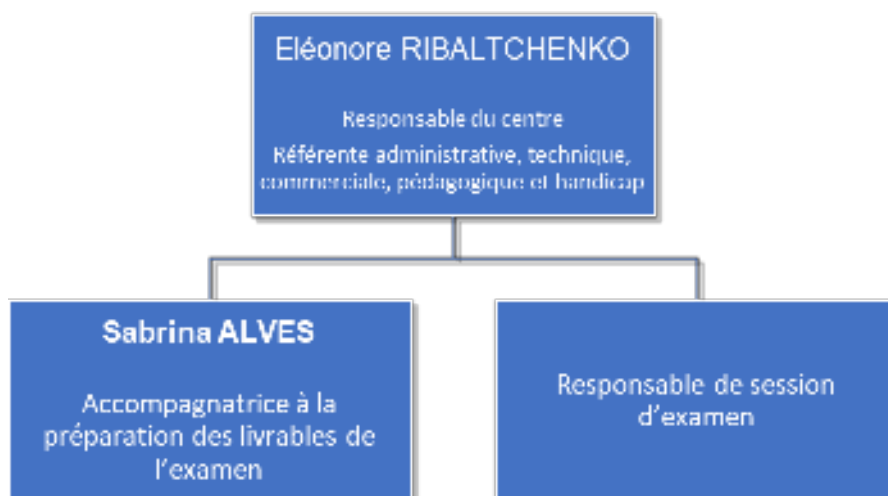 Eléonore RIBALTCHENKO
Responsable du centre
Référente administrative, technique,
commerciale, pédagogique et handicap
Sabrina ALVES
Accompagnatrice à la
préparation des livrables de
l'examen
Responsable de session
d'examen